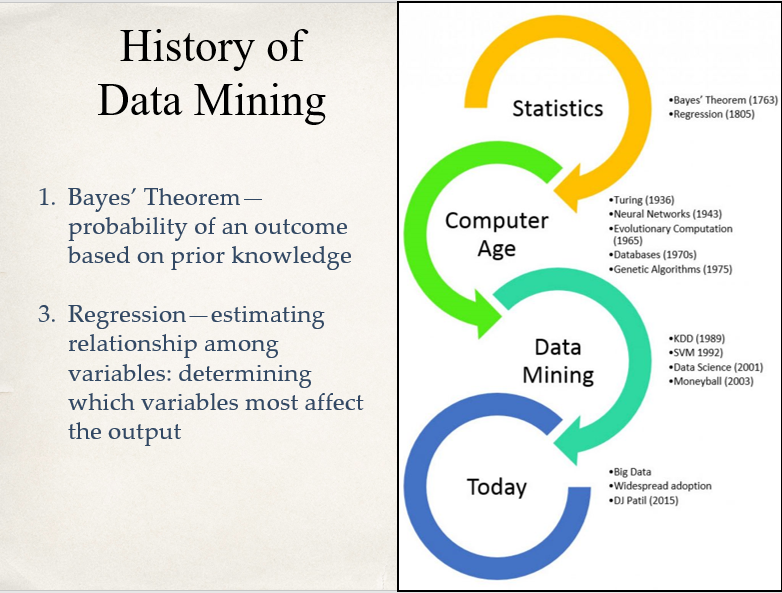 History of
Data Mining
1. Bayes’ Theorem—
probability of an outcome
based on prior knowledge
3. Regression—estimating
relationship among
variables: determining
which variables most affect
the output
Statistics
•Bayes’ Theorem (1763)
•Regression (1805)
Computer
Age
•Turing (1936)
•Neural Networks (1943)
•Evolutionary Computation
(1965)
•Databases (1970s)
•Genetic Algorithms (1975)
Data
Mining
•KDD (1989)
•SVM 1992)
•Data Science (2001)
•Moneyball (2003)
Today
•Big Data
•Widespread adoption
•DJ Patil (2015)